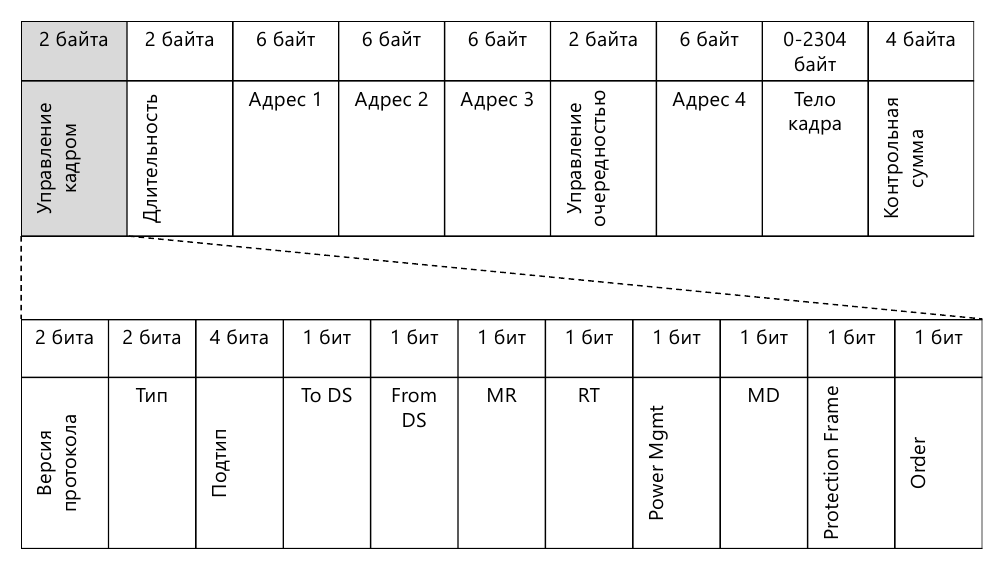 2 байта
2 байта
6 байт
6 байт
6 байт
2 байта
6 байт
0-2304
байт
4 байта
Управление
кадром
Длительность
Адрес 1
Адрес 2
Адрес 3
Управление
очередностью
Адрес 4
Тело
кадра
Контрольная
сумма
2 бита
2 бита
4 бита
1 бит
1 бит
1 бит
1 бит
1 бит
1 бит
1 бит
1 бит
Версия
протокола
Тип
Подтип
To DS
From
DS
MR
RT
Power Mgmt
MD
Protection Frame
Order